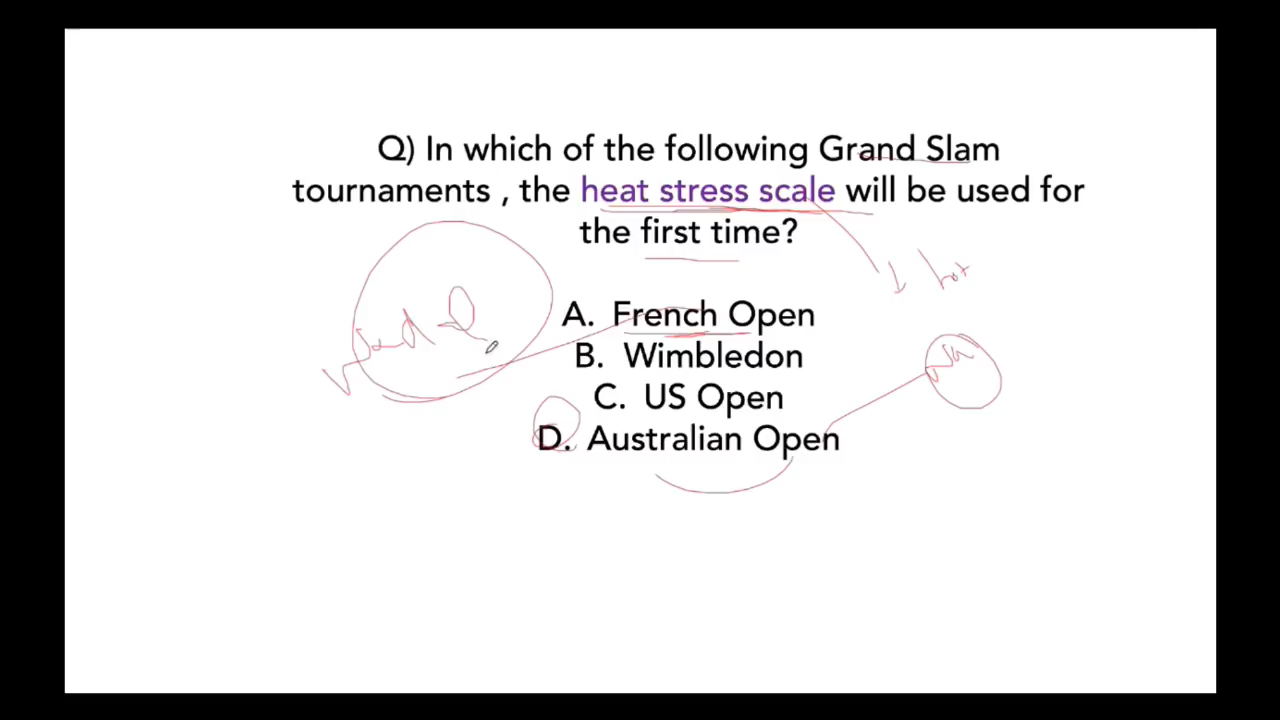 Q) In which of the following Grand Slam
tournaments , the heat stress scale will be used for
the first time?
hot
A. French Open
B. Wimbledon
C. US Open
D. Australian Open